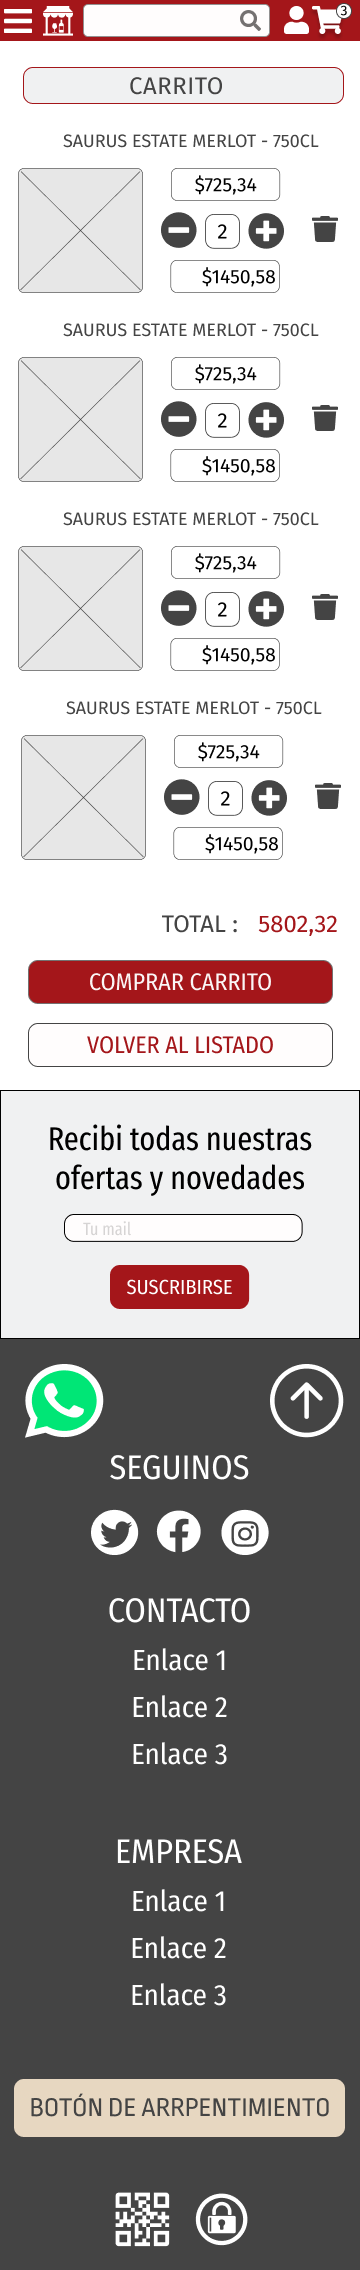 3
CARRITO
SAURUS ESTATE MERLOT - 750CL
$725,34
2
$1450,58
SAURUS ESTATE MERLOT - 750CL
$725,34
2
$1450,58
SAURUS ESTATE MERLOT - 750CL
$725,34
2
$1450,58
SAURUS ESTATE MERLOT - 750CL
$725,34
2
$1450,58
TOTAL : 5802,32
COMPRAR CARRITO
VOLVER AL LISTADO
Recibi todas nuestras
ofertas y novedades
Tu mail
SUSCRIBIRSE
SEGUINOS
CONTACTO
Enlace 1
Enlace 2
Enlace 3
EMPRESA
Enlace 1
Enlace 2
Enlace 3
BOTÓN DE ARRPENTIMIENTO